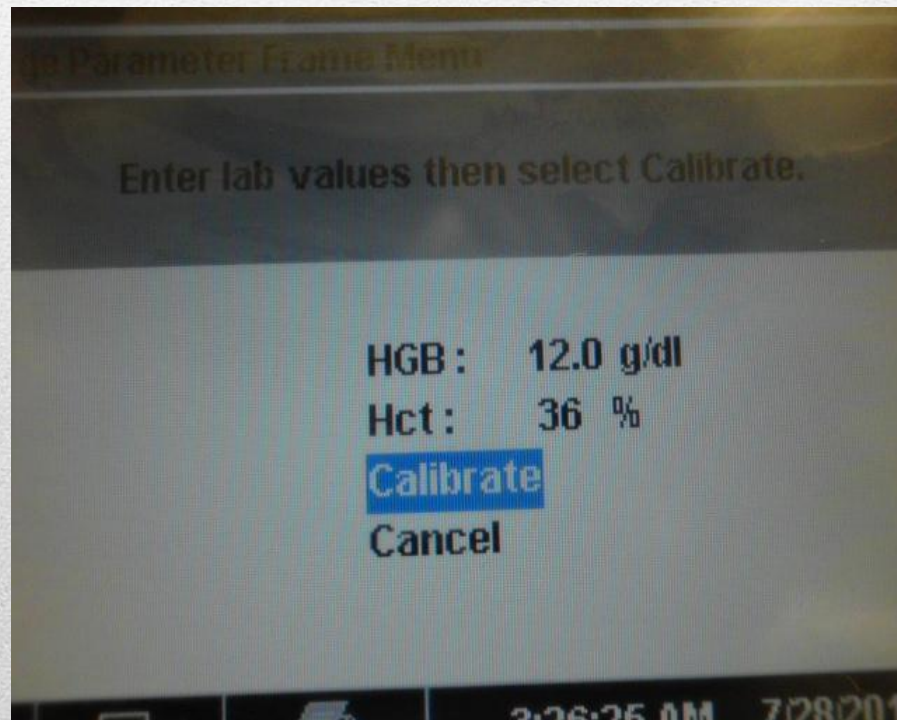 Parameter Frame Menu
Enter lab values then select Calibrate.
HGB: 12.0 g/dl
Hct: 36 %
Calibrate
Cancel
AM